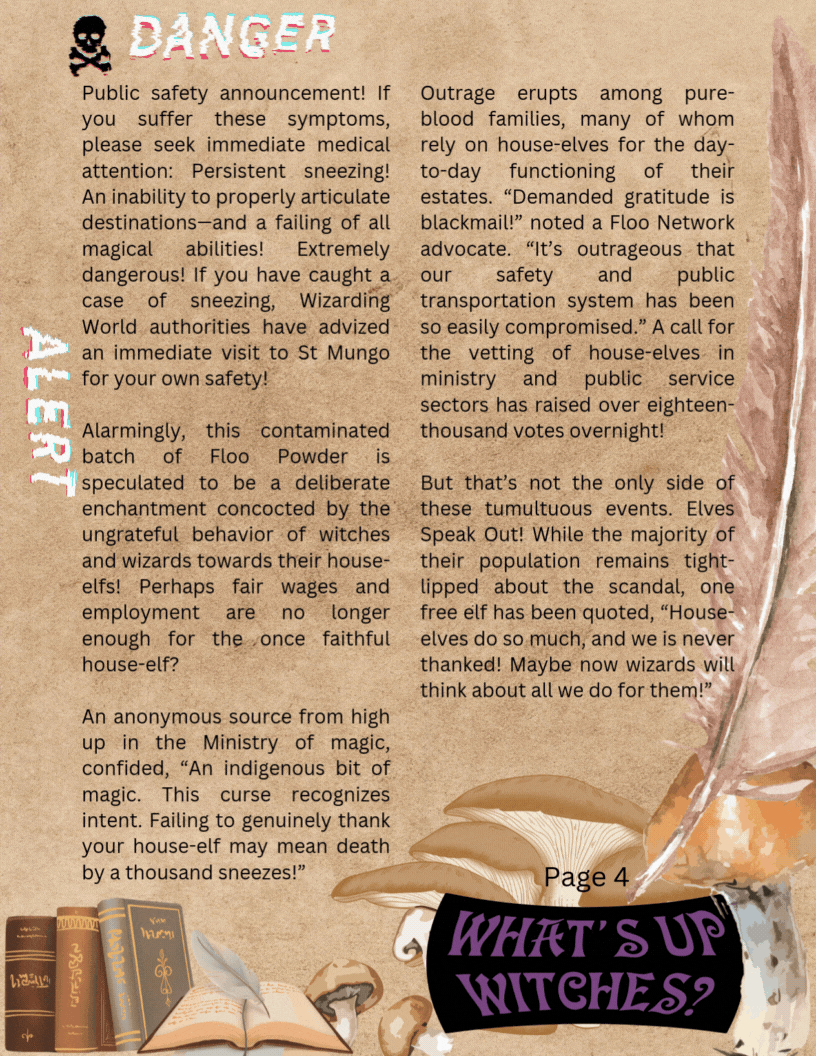 DANGER
Public safety announcement! If
you suffer these symptoms,
please seek immediate medical
attention: Persistent sneezing!
An inability to properly articulate
destinations—and a failing of all
magical abilities! Extremely
dangerous! If you have caught a
case of sneezing, Wizarding
World authorities have advized
an immediate visit to St Mungo
for your own safety!
ALERT
Alarmingly, this contaminated
batch of Floo Powder is
speculated to be a deliberate
enchantment concocted by the
ungrateful behavior of witches
and wizards towards their house-
elfs! Perhaps fair wages and
employment are no longer
enough for the once faithful
house-elf?
An anonymous source from high
up in the Ministry of magic,
confided, “An indigenous bit of
magic. This curse recognizes
intent. Failing to genuinely thank
your house-elf may mean death
by a thousand sneezes!”
Outrage erupts among pure-
blood families, many of whom
rely on house-elves for the day-
to-day functioning of their
estates. “Demanded gratitude is
blackmail!” noted a Floo Network
advocate. “It’s outrageous that
our safety and public
transportation system has been
so easily compromised.” A call for
the vetting of house-elves in
ministry and public service
sectors has raised over eighteen-
thousand votes overnight!
But that’s not the only side of
these tumultuous events. Elves
Speak Out! While the majority of
their population remains tight-
lipped about the scandal, one
free elf has been quoted, “House-
elves do so much, and we is never
thanked! Maybe now wizards will
think about all we do for them!”
Page 4
WHAT'S UP
WITCHES?